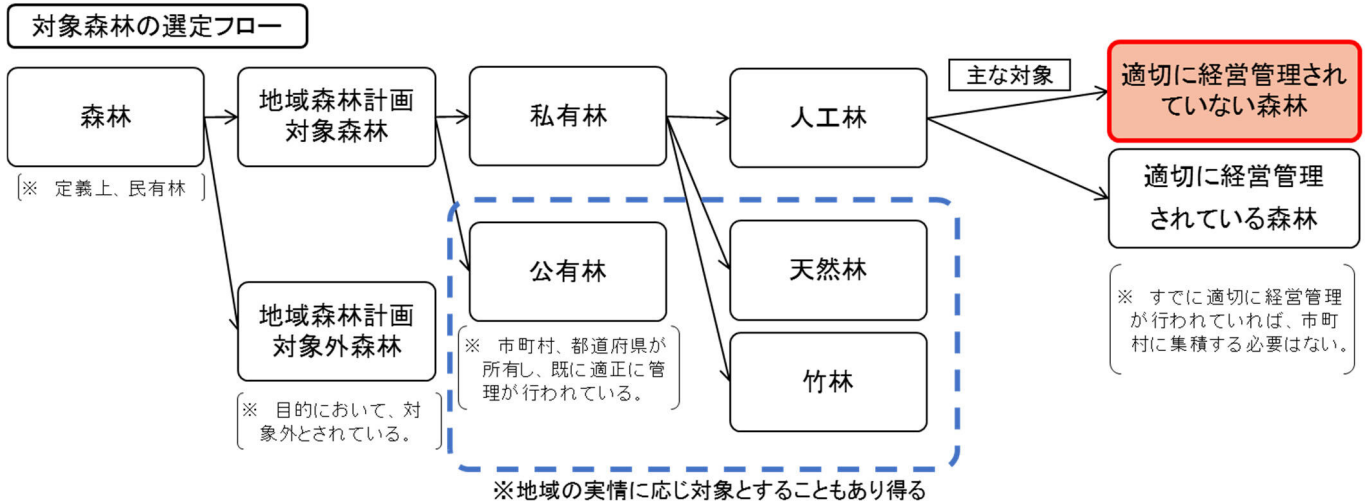 対象森林の選定フロー
森林
※ 定義上、民有林
地域森林計画
対象森林
地域森林計画
対象外森林
※ 目的において、対
象外とされている。
私有林
公有林
※ 市町村、都道府県が
所有し、既に適正に管
理が行われている。
人工林
天然林
竹林
主な対象
適切に経営管理され
ていない森林
適切に経営管理
されている森林
※ すでに適切に経営管理
が行われていれば、市町
村に集積する必要はない。
※地域の実情に応じ対象とすることもあり得る